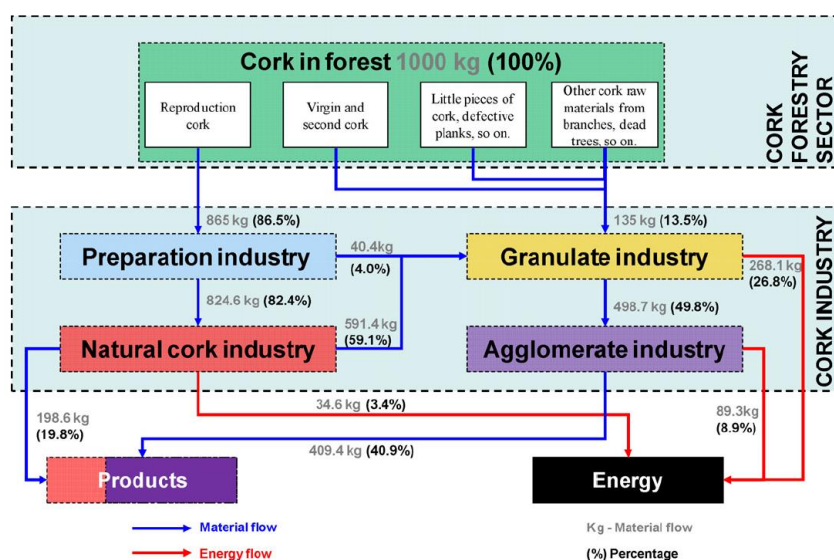 Cork in forest 1000 kg (100%)
Reproduction
cork
Virgin and
second cork
Little pieces of
cork, defective
planks, so on.
Other cork raw
materials from
branches, dead
trees, so on.
CORK
FORESTRY
SECTOR
865 kg (86.5%)
135 kg (13.5%)
Preparation industry
40.4kg
(4.0%)
Granulate industry
268.1 kg
(26.8%)
824.6 kg (82.4%)
591.4 kg
(59.1%)
498.7 kg (49.8%)
Natural cork industry
Agglomerate industry
CORK INDUSTRY
198.6 kg
(19.8%)
34.6 kg (3.4%)
89.3kg
(8.9%)
409.4 kg (40.9%)
Products
Energy
Material flow
Energy flow
Kg - Material flow
(%) Percentage